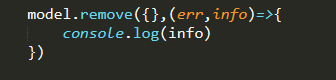 model.remove({},(err,info)=>{
    console.log(info)
})